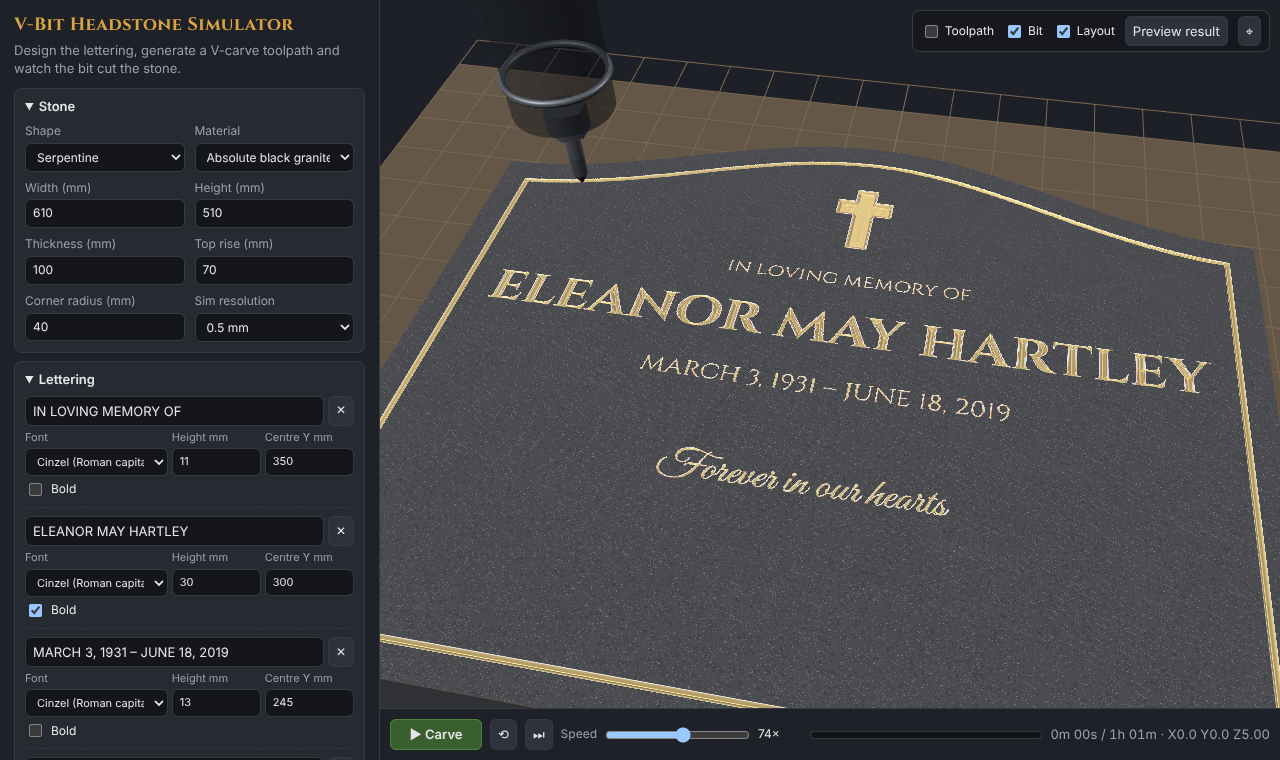 V-Bit Headstone Simulator
Design the lettering, generate a V-carve toolpath and
watch the bit cut the stone.
▼ Stone
Shape
Material
Serpentine
Absolute black granite
Width (mm)
Height (mm)
610
510
Thickness (mm)
Top rise (mm)
100
70
Corner radius (mm)
Sim resolution
40
0.5 mm
▼ Lettering
IN LOVING MEMORY OF
Font
Height mm
Centre Y mm
Cinzel (Roman capita
11
350
Bold
ELEANOR MAY HARTLEY
Font
Height mm
Centre Y mm
Cinzel (Roman capita
30
300
Bold
MARCH 3, 1931 – JUNE 18, 2019
Font
Height mm
Centre Y mm
Cinzel (Roman capita
13
245
Bold
Toolpath
Bit
Layout
Preview result
IN LOVING MEMORY OF
ELEANOR MAY HARTLEY
MARCH 3, 1931 – JUNE 18, 2019
Forever in our hearts
▶ Carve
Speed
74×
0m 00s / 1h 01m · X0.0 Y0.0 Z5.00